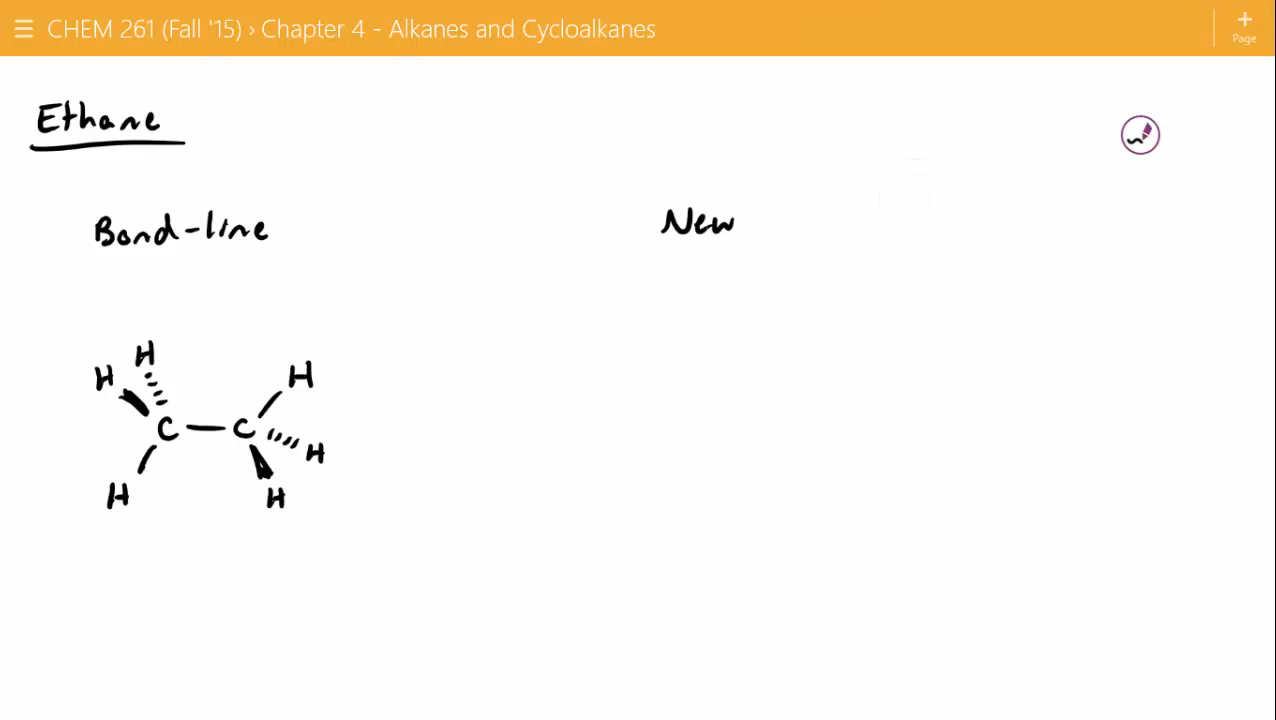 CHEM 261 (Fall '15) › Chapter 4 - Alkanes and Cycloalkanes
+
Page
Ethane
Bond-line New
H
H H
C — C
H
H H